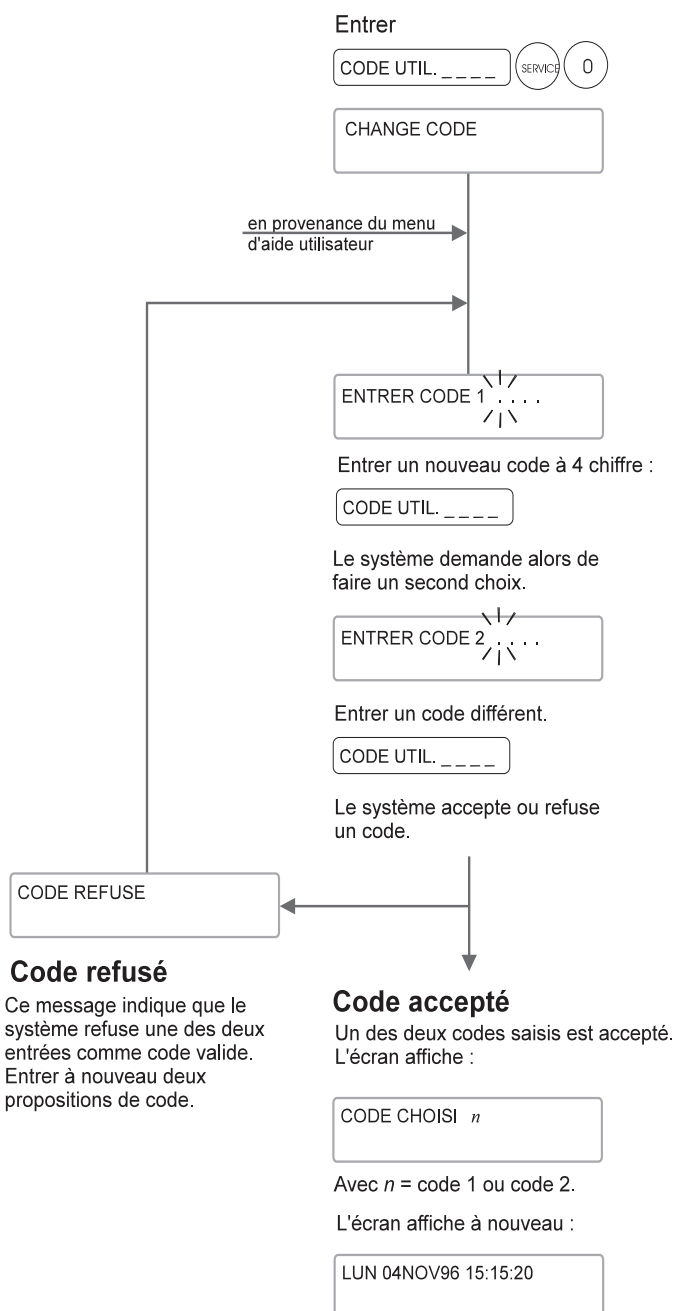 Entrer
CODE UTIL. _ _ _ _ SERVICE 0
CHANGE CODE
en provenance du menu
d'aide utilisateur
ENTRER CODE 1 . . . .
Entrer un nouveau code à 4 chiffre :
CODE UTIL. _ _ _ _
Le système demande alors de
faire un second choix.
ENTRER CODE 2 . . . .
Entrer un code différent.
CODE UTIL. _ _ _ _
Le système accepte ou refuse
un code.
CODE REFUSE
Code refusé
Ce message indique que le
système refuse une des deux
entrées comme code valide.
Entrer à nouveau deux
propositions de code.
Code accepté
Un des deux codes saisis est accepté.
L'écran affiche :
CODE CHOISI n
Avec n = code 1 ou code 2.
L'écran affiche à nouveau :
LUN 04NOV96 15:15:20